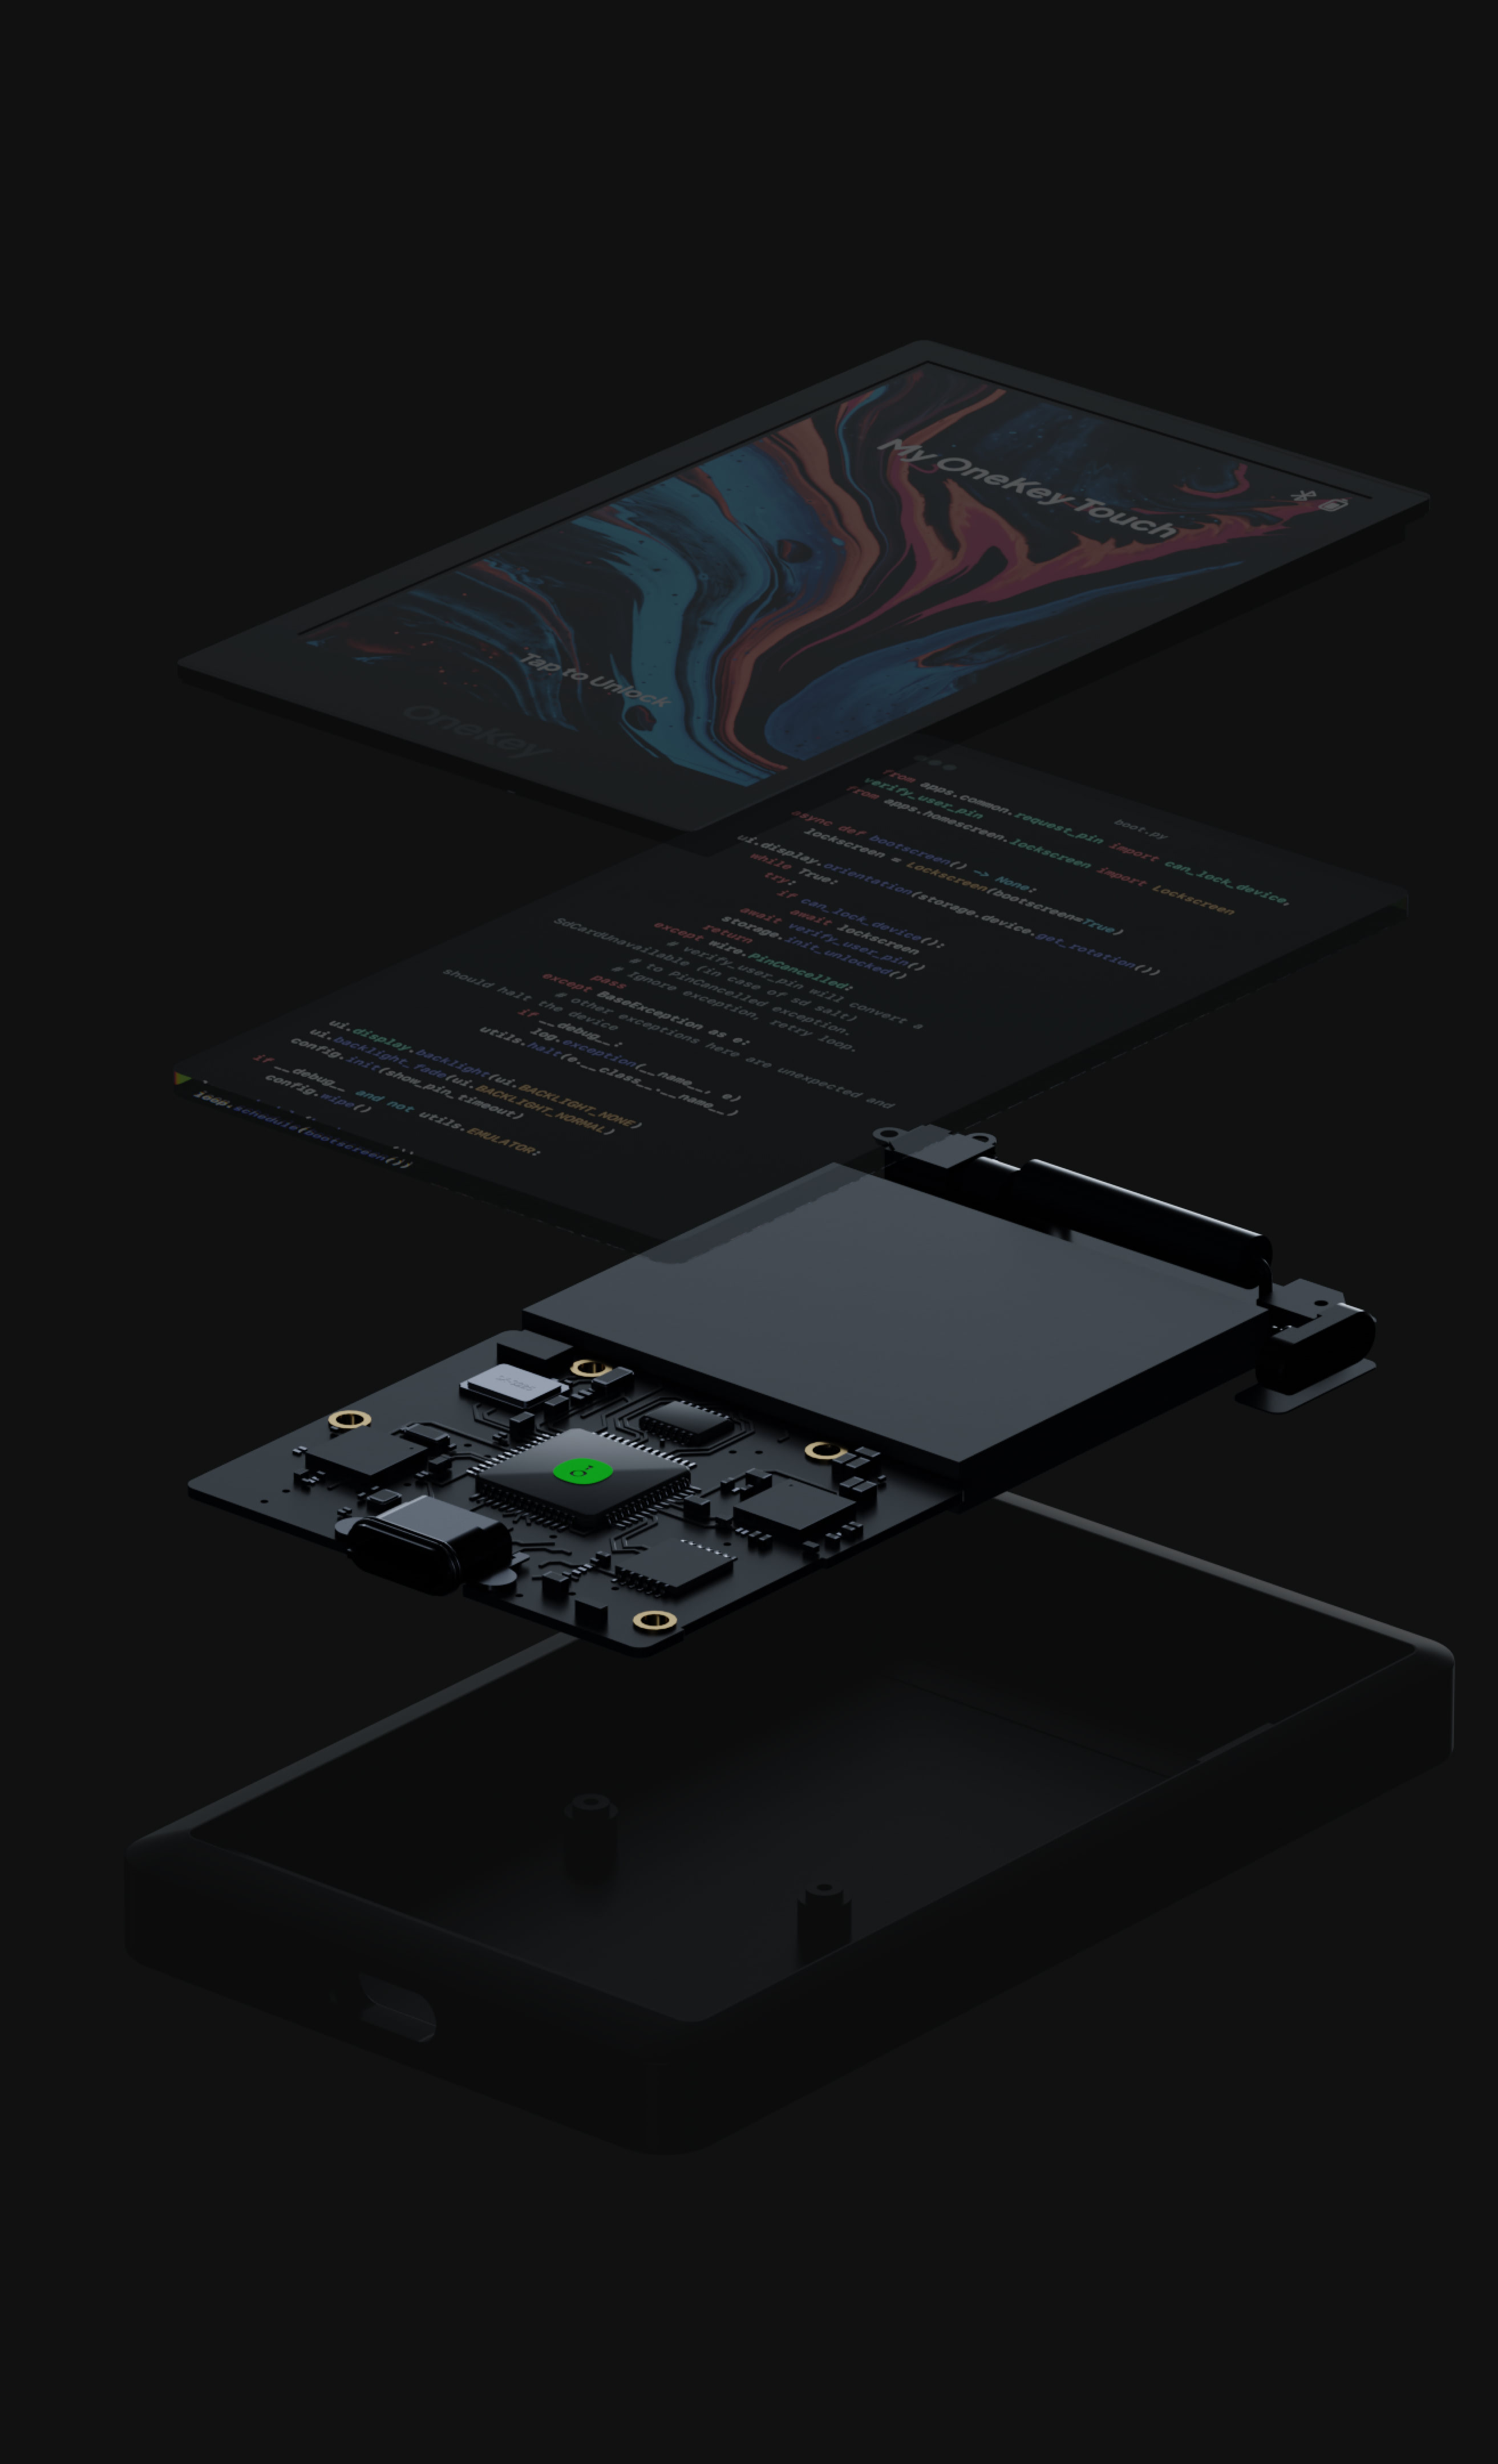 My OneKey Touch
Tap to Unlock
OneKey
boot.py
from apps.common.request_pin import can_lock_device,
verify_user_pin
from apps.homescreen.lockscreen import Lockscreen
async def bootscreen() -> None:
lockscreen = Lockscreen(bootscreen=True)
ui.display.orientation(storage.device.get_rotation())
while True:
try:
if can_lock_device():
await lockscreen
await verify_user_pin()
storage.init_unlocked()
return
except wire.PinCancelled:
# verify_user_pin will convert a
SdCardUnavailable (in case of sd salt)
# to PinCancelled exception.
# Ignore exception, retry loop.
pass
except BaseException as e:
# other exceptions here are unexpected and
should halt the device
if __debug__:
log.exception(__name__, e)
utils.halt(e.__class__.__name__)
ui.display.backlight(ui.BACKLIGHT_NONE)
ui.backlight_fade(ui.BACKLIGHT_NORMAL)
config.init(show_pin_timeout)
if __debug__ and not utils.EMULATOR:
config.wipe()
loop.schedule(bootscreen())